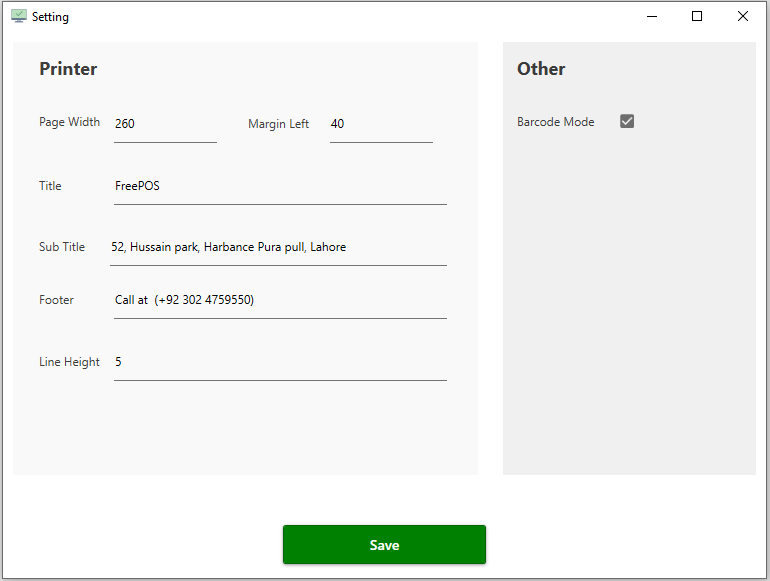 Setting
Printer
Page Width 260 Margin Left 40
Title FreePOS
Sub Title 52, Hussain park, Harbance Pura pull, Lahore
Footer Call at  (+92 302 4759550)
Line Height 5
Other
Barcode Mode
Save